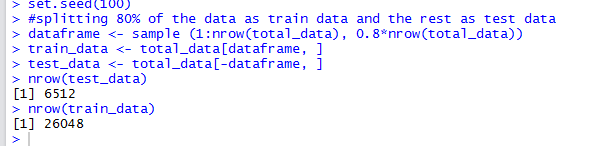 > set.seed(100)
> #splitting 80% of the data as train data and the rest as test data
> dataframe <- sample (1:nrow(total_data), 0.8*nrow(total_data))
> train_data <- total_data[dataframe, ]
> test_data <- total_data[-dataframe, ]
> nrow(test_data)
[1] 6512
> nrow(train_data)
[1] 26048
>